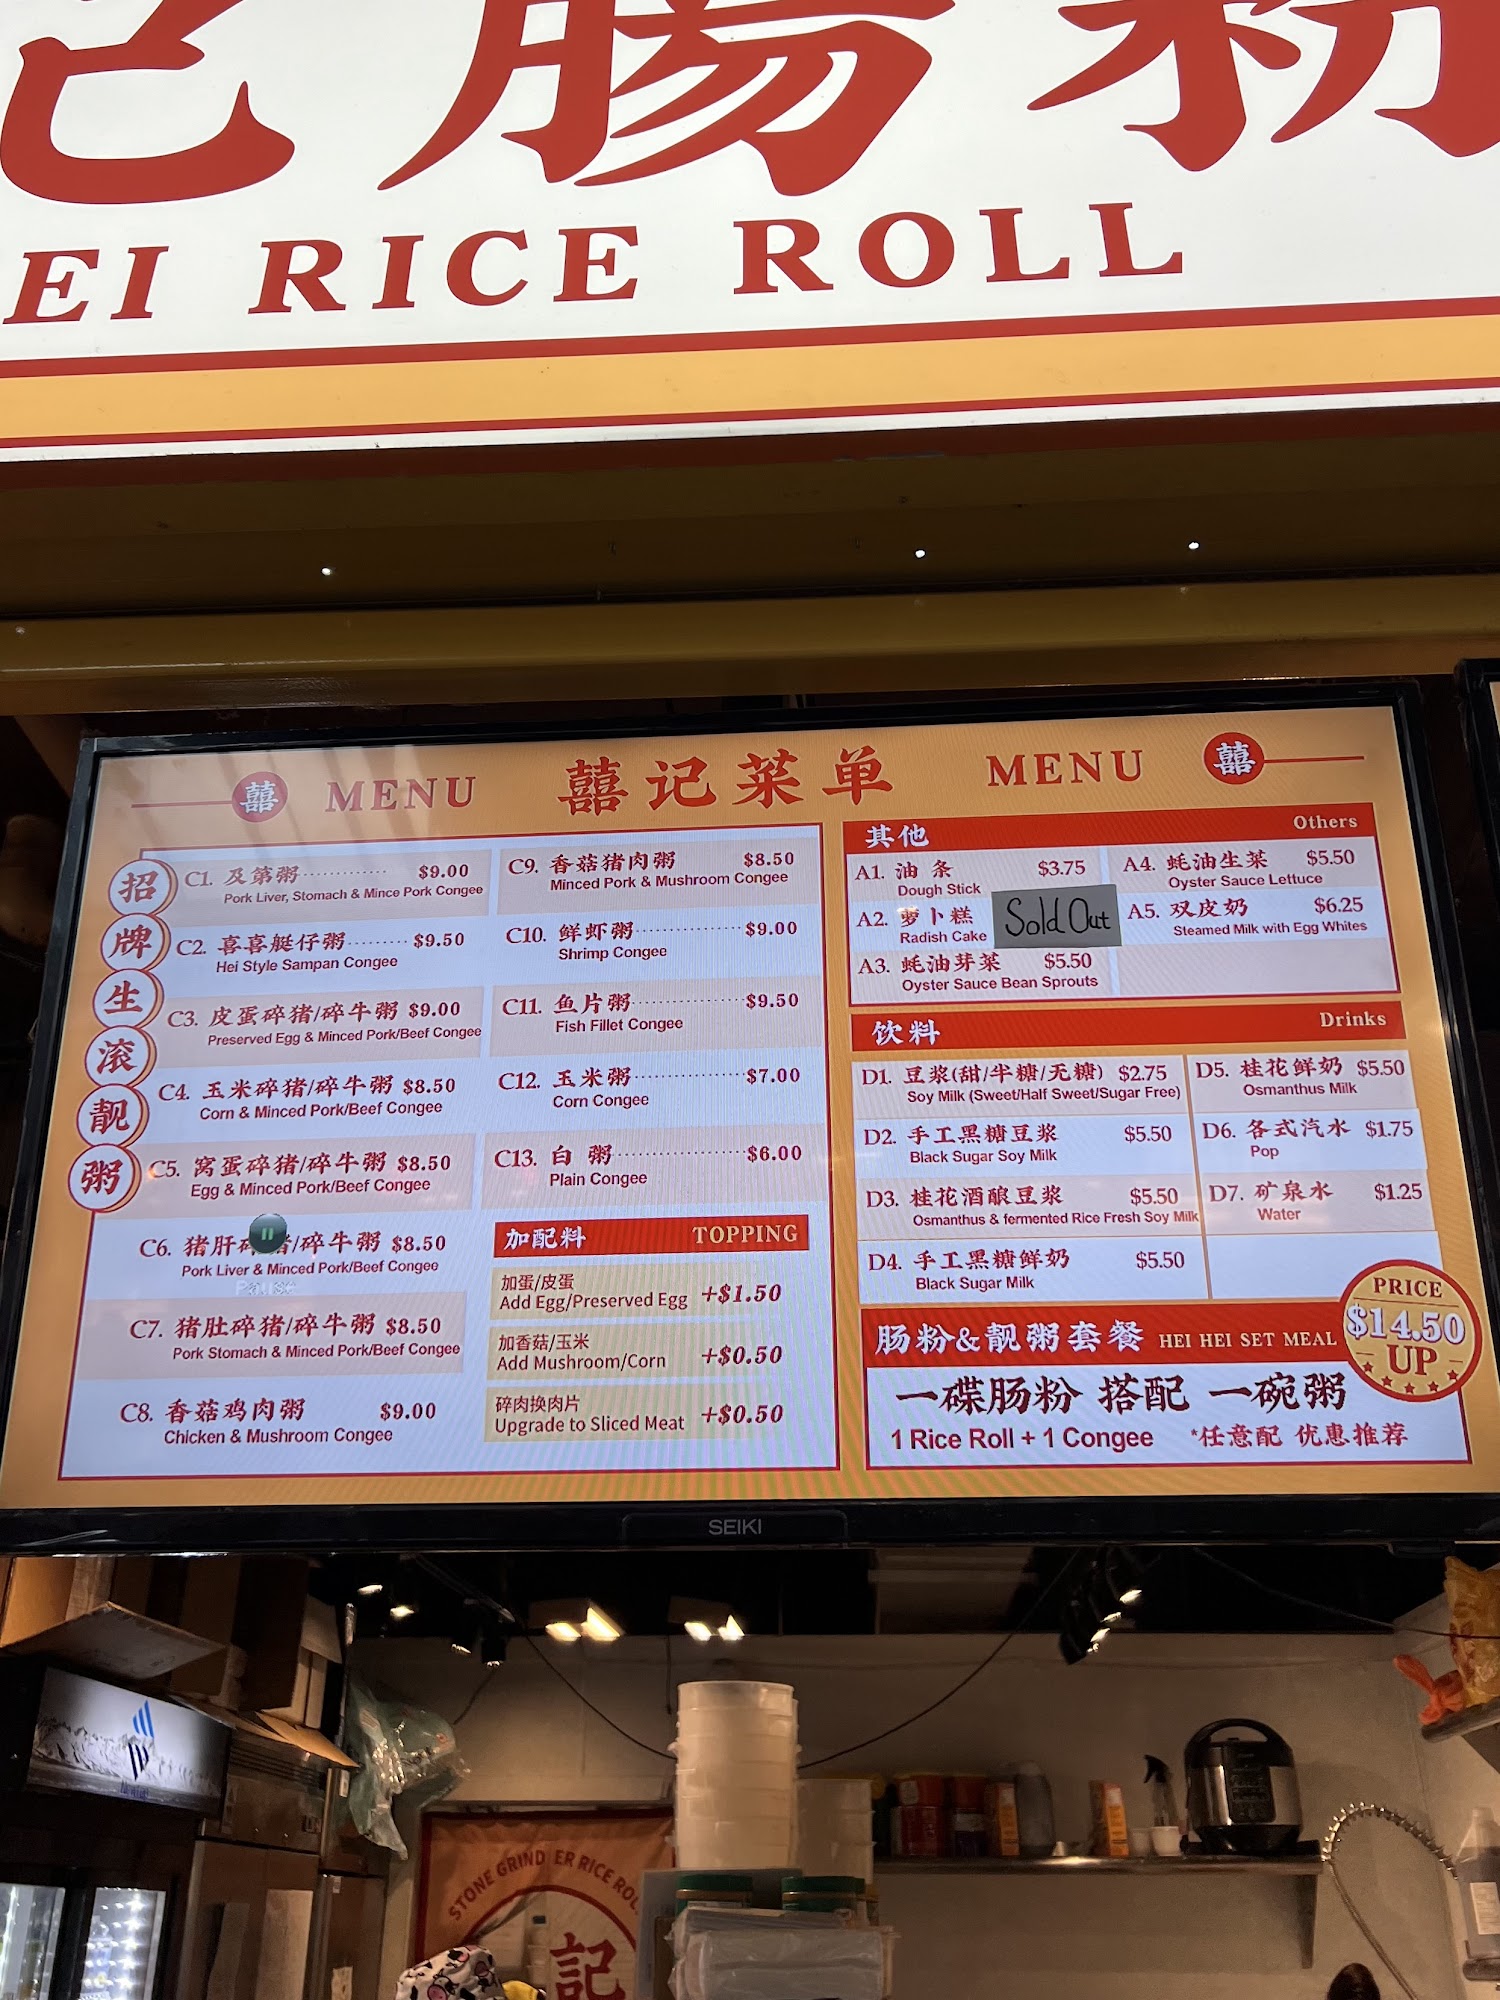 記腸粉
EI RICE ROLL
囍 MENU 囍记菜单 MENU 囍
招牌生滚靓粥
C1. 及第粥 $9.00
Pork Liver, Stomach & Mince Pork Congee
C2. 喜喜艇仔粥 $9.50
Hei Style Sampan Congee
C3. 皮蛋碎猪/碎牛粥 $9.00
Preserved Egg & Minced Pork/Beef Congee
C4. 玉米碎猪/碎牛粥 $8.50
Corn & Minced Pork/Beef Congee
C5. 窝蛋碎猪/碎牛粥 $8.50
Egg & Minced Pork/Beef Congee
C6. 猪肝碎猪/碎牛粥 $8.50
Pork Liver & Minced Pork/Beef Congee
C7. 猪肚碎猪/碎牛粥 $8.50
Pork Stomach & Minced Pork/Beef Congee
C8. 香菇鸡肉粥 $9.00
Chicken & Mushroom Congee
C9. 香菇猪肉粥 $8.50
Minced Pork & Mushroom Congee
C10. 鲜虾粥 $9.00
Shrimp Congee
C11. 鱼片粥 $9.50
Fish Fillet Congee
C12. 玉米粥 $7.00
Corn Congee
C13. 白 粥 $6.00
Plain Congee
加配料 TOPPING
加蛋/皮蛋
Add Egg/Preserved Egg +$1.50
加香菇/玉米
Add Mushroom/Corn +$0.50
碎肉换肉片
Upgrade to Sliced Meat +$0.50
其他 Others
A1. 油 条 $3.75
Dough Stick
A2. 萝卜糕 Sold Out
Radish Cake
A3. 蚝油芽菜 $5.50
Oyster Sauce Bean Sprouts
A4. 蚝油生菜 $5.50
Oyster Sauce Lettuce
A5. 双皮奶 $6.25
Steamed Milk with Egg Whites
饮料 Drinks
D1. 豆浆(甜/半糖/无糖) $2.75
Soy Milk (Sweet/Half Sweet/Sugar Free)
D2. 手工黑糖豆浆 $5.50
Black Sugar Soy Milk
D3. 桂花酒酿豆浆 $5.50
Osmanthus & fermented Rice Fresh Soy Milk
D4. 手工黑糖鲜奶 $5.50
Black Sugar Milk
D5. 桂花鲜奶 $5.50
Osmanthus Milk
D6. 各式汽水 $1.75
Pop
D7. 矿泉水 $1.25
Water
肠粉&靓粥套餐 HEI HEI SET MEAL
PRICE
$14.50
UP
一碟肠粉 搭配 一碗粥
1 Rice Roll + 1 Congee *任意配 优惠推荐
SEIKI
STONE GRINDER RICE ROL
記